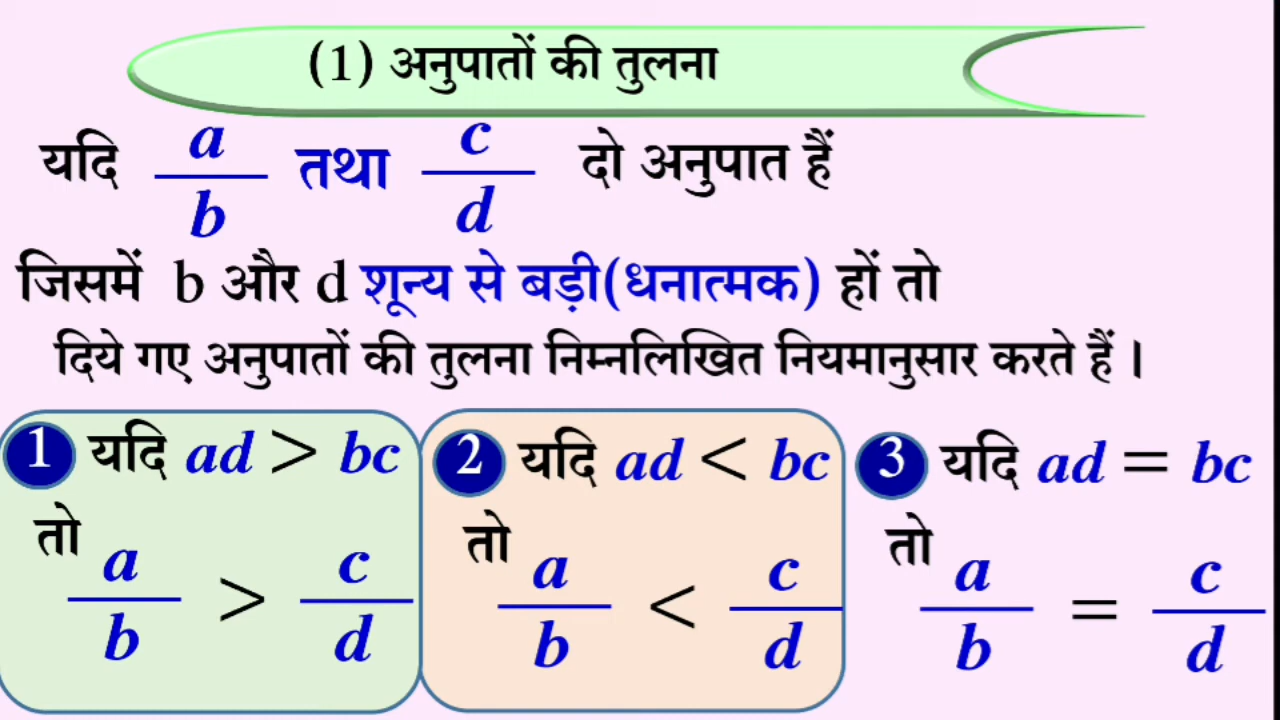 (1) अनुपातों की तुलना
यदि a/b तथा c/d दो अनुपात हैं
जिसमें b और d शून्य से बड़ी(धनात्मक) हों तो
दिये गए अनुपातों की तुलना निम्नलिखित नियमानुसार करते हैं ।
1 यदि ad > bc
तो a/b > c/d
2 यदि ad < bc
तो a/b < c/d
3 यदि ad = bc
तो a/b = c/d